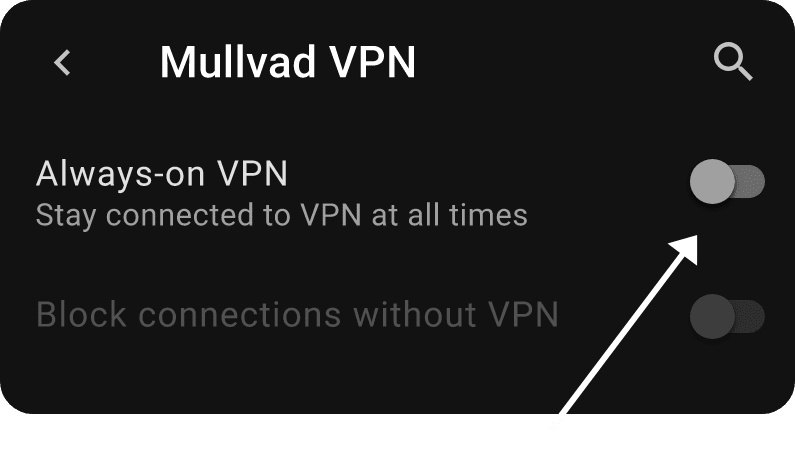 Mullvad VPN
Always-on VPN
Stay connected to VPN at all times
Block connections without VPN